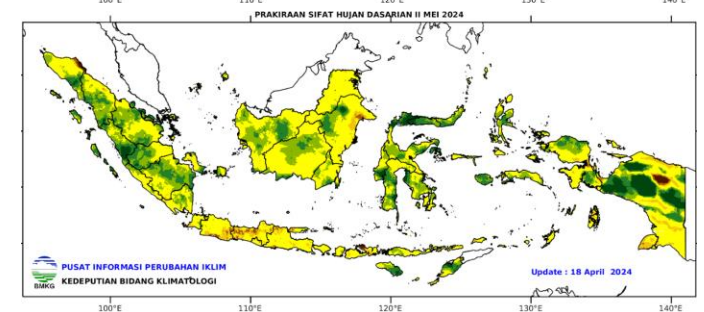 PRAKIRAAN SIFAT HUJAN DASARIAN II MEI 2024
PUSAT INFORMASI PERUBAHAN IKLIM
KEDEPUTIAN BIDANG KLIMATOLOGI
BMKG
Update : 18 April 2024
100°E 110°E 120°E 130°E 140°E